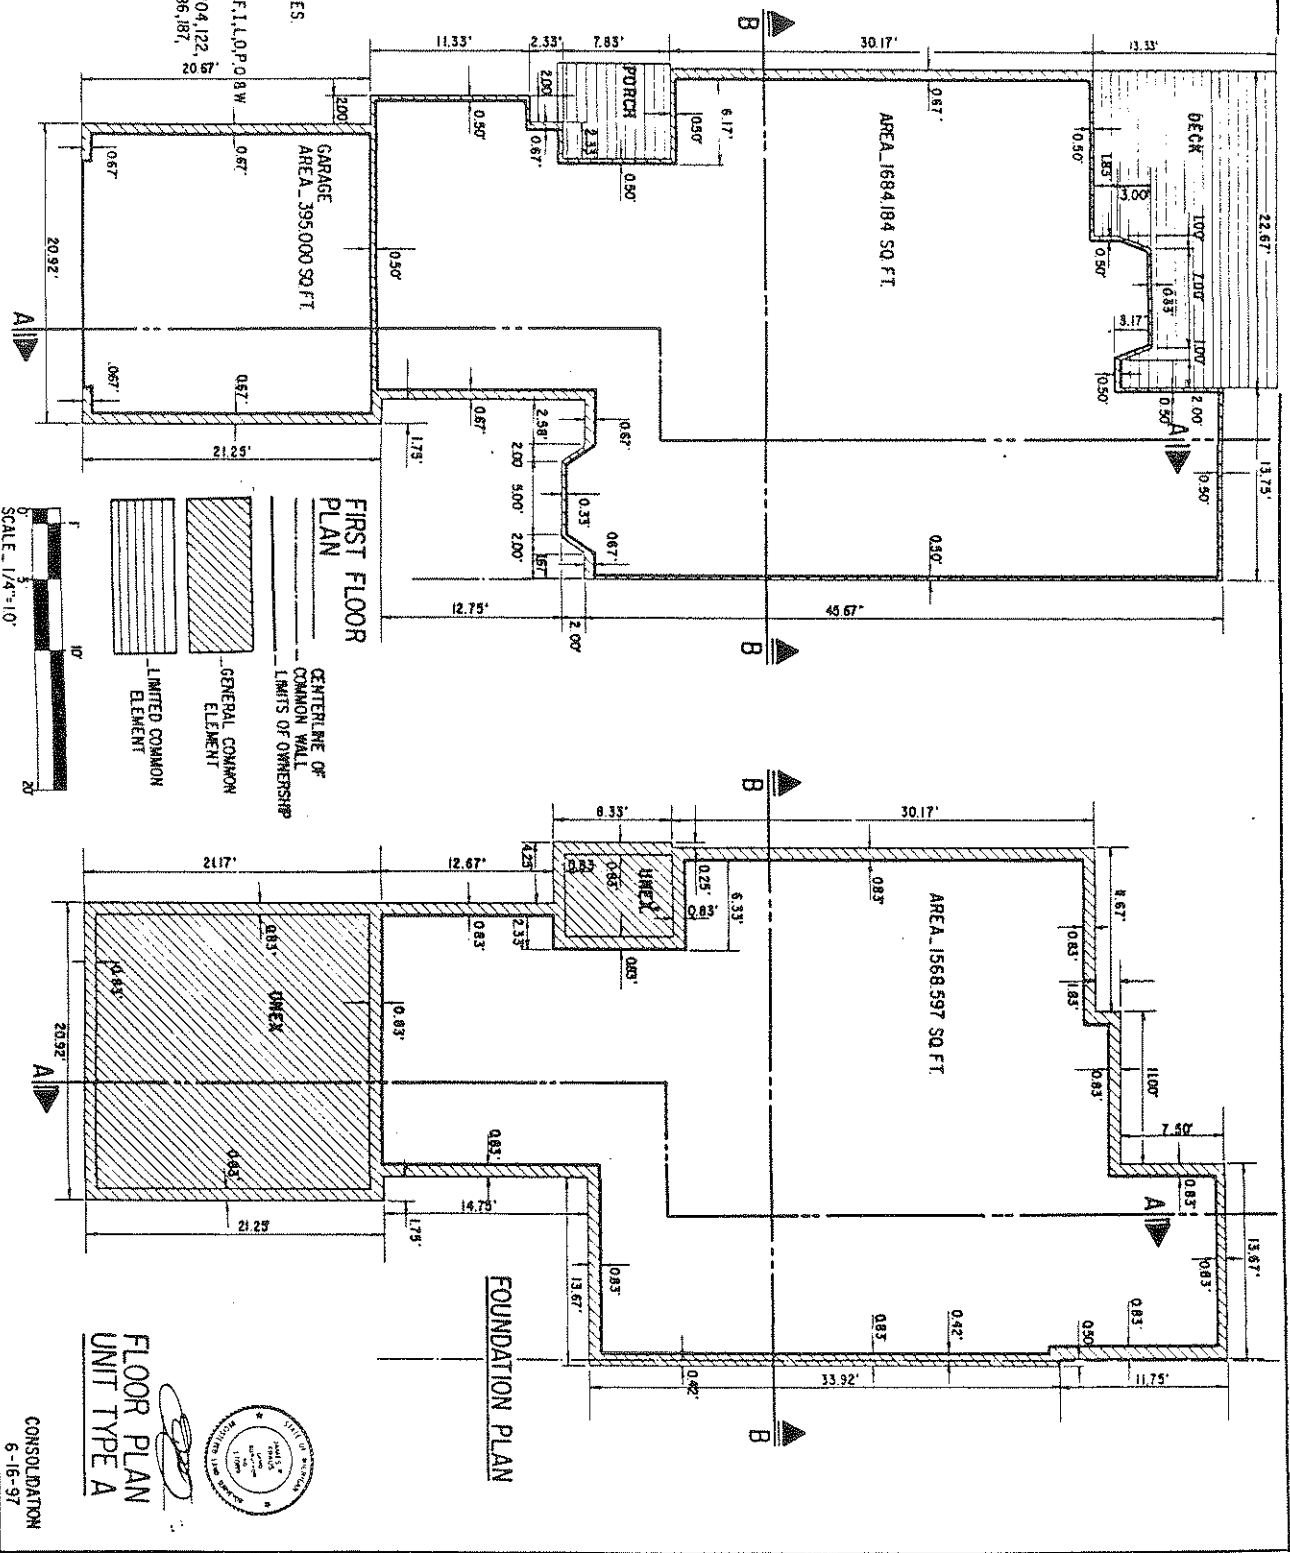 ES.
F,I,L,O,P,Q & W
04,122,
86,187,
13.33'
30.17'
7.83'
2.33'
11.33'
20.67'
2.00'
22.67'
13.75'
DECK
0.67'
0.50'
1.83'
3.00'
1.00'
7.00'
1.00'
2.00'
0.50'
0.83'
3.17'
0.50'
0.50'
0.50'
A
B
AREA_1684.184 SQ. FT.
PORCH
6.17'
0.50'
2.00'
2.33'
0.50'
0.67'
0.50'
0.50'
GARAGE
AREA_395.000 SQ. FT.
0.67'
0.67'
0.67'
0.67'
20.92'
21.25'
1.75'
0.67'
2.58'
2.00'
5.00'
2.00'
0.67'
0.33'
0.67'
.167'
0.50'
12.75'
2.00'
45.67'
A
B
FIRST FLOOR
PLAN
CENTERLINE OF
COMMON WALL
LIMITS OF OWNERSHIP
GENERAL COMMON
ELEMENT
LIMITED COMMON
ELEMENT
0' 1' 5' 10' 20'
SCALE_1/4"=1.0'
B
30.17'
8.33'
12.67'
21.17'
4.25'
0.25'
6.33'
0.83'
0.83'
0.83'
UNEX
0.83'
2.33'
0.83'
0.83'
0.83'
AREA_1568.597 SQ. FT.
0.83'
1.83'
11.00'
0.83'
7.50'
0.83'
13.67'
0.83'
A
0.83'
0.50'
0.42'
0.83'
0.42'
33.92'
11.75'
13.67'
0.83'
14.75'
1.75'
0.83'
0.83'
UNEX
0.83'
0.83'
0.83'
20.92'
21.25'
A
B
FOUNDATION PLAN
STATE OF MICHIGAN
FLOOR PLAN
UNIT TYPE A
CONSOLIDATION
6-16-97